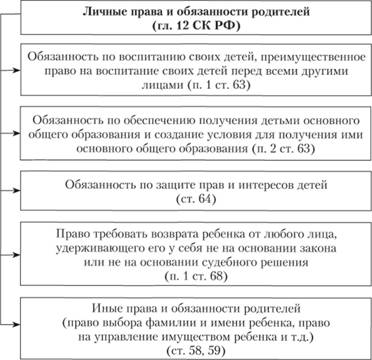 Личные права и обязанности родителей
(гл. 12 СК РФ)
Обязанность по воспитанию своих детей, преимущественное
право на воспитание своих детей перед всеми другими
лицами (п. 1 ст. 63)
Обязанность по обеспечению получения детьми основного
общего образования и создание условия для получения ими
основного общего образования (п. 2 ст. 63)
Обязанность по защите прав и интересов детей
(ст. 64)
Право требовать возврата ребенка от любого лица,
удерживающего его у себя не на основании закона
или не на основании судебного решения
(п. 1 ст. 68)
Иные права и обязанности родителей
(право выбора фамилии и имени ребенка, право
на управление имуществом ребенка и т.д.)
(ст. 58, 59)